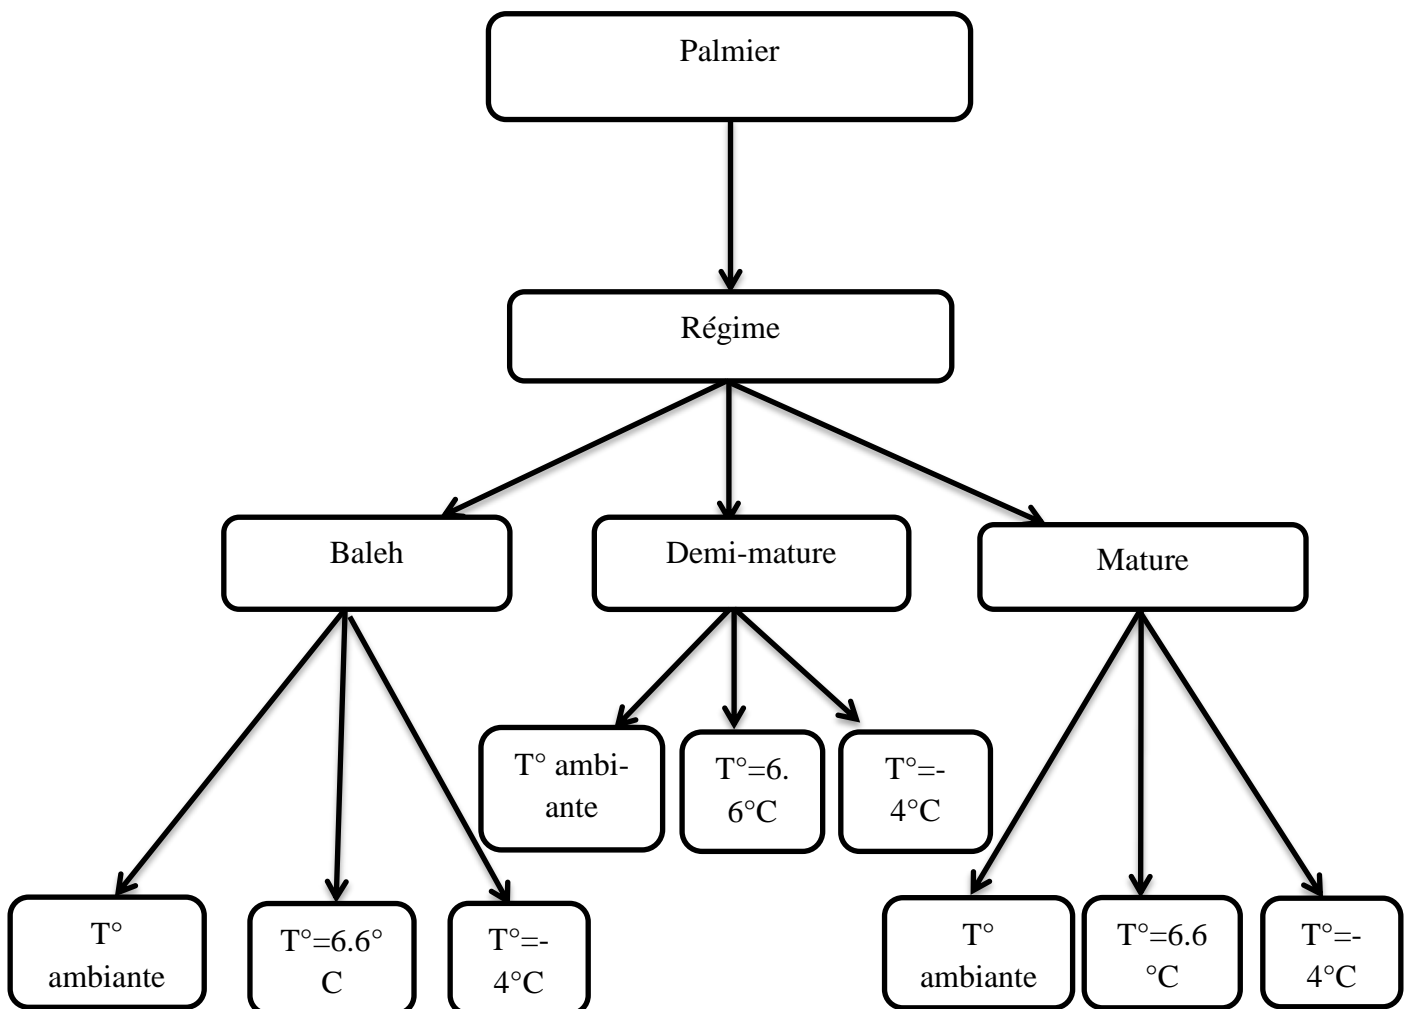 Palmier
Régime
Baleh
Demi-mature
Mature
T° ambi-
ante
T°=6.
6°C
T°=-
4°C
T°
ambiante
T°=6.6°
C
T°=-
4°C
T°
ambiante
T°=6.6
°C
T°=-
4°C